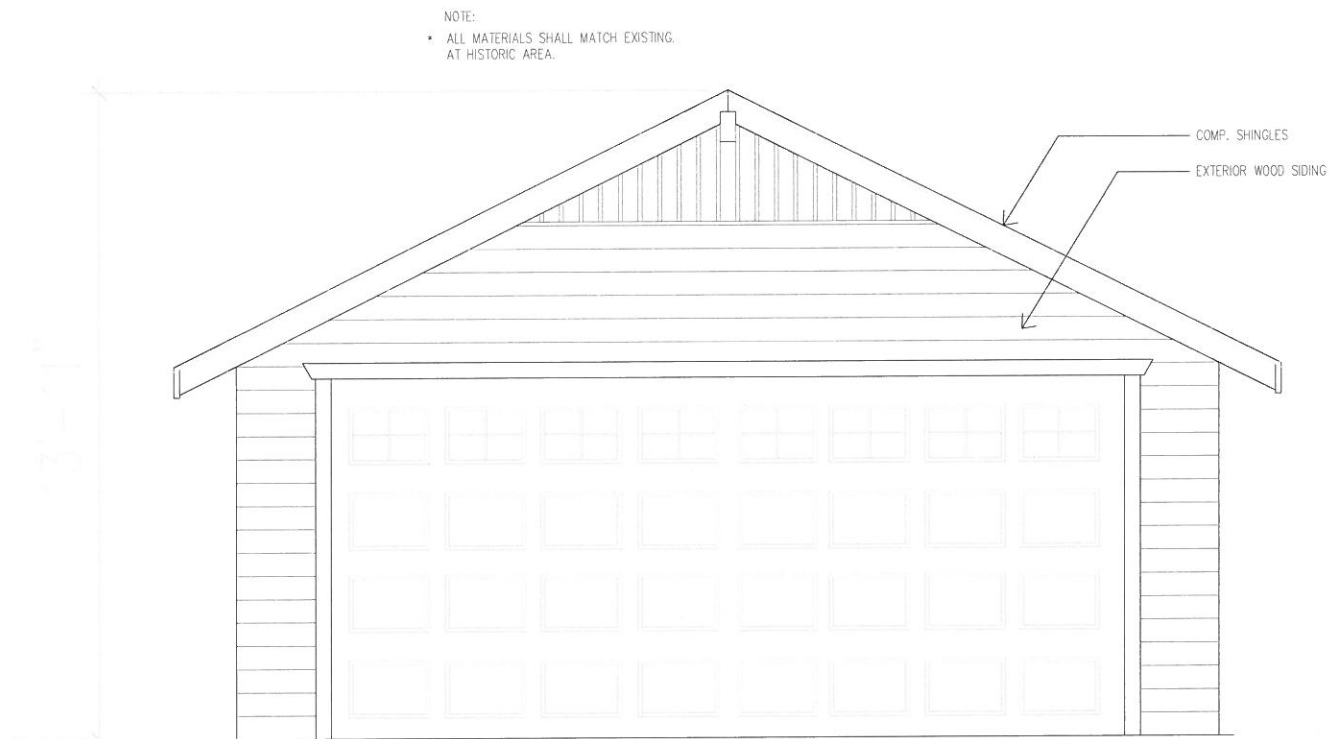 NOTE:
* ALL MATERIALS SHALL MATCH EXISTING.
AT HISTORIC AREA.
COMP. SHINGLES
EXTERIOR WOOD SIDING